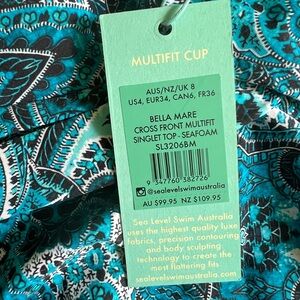 MULTIFIT CUP
AUS/NZ/UK 8
US4, EUR34, CAN6, FR36
BELLA MARE
CROSS FRONT MULTIFIT
SINGLET TOP - SEAFOAM
SL3206BM
9 347760 382726
@sealevelswimaustralia
AU $99.95 NZ $109.95
Sea Level Swim Australia
uses the highest quality luxe
fabrics, precision contouring
and body sculpting
technology to create the
most flattering fits.
sealevelswimaustralia.com